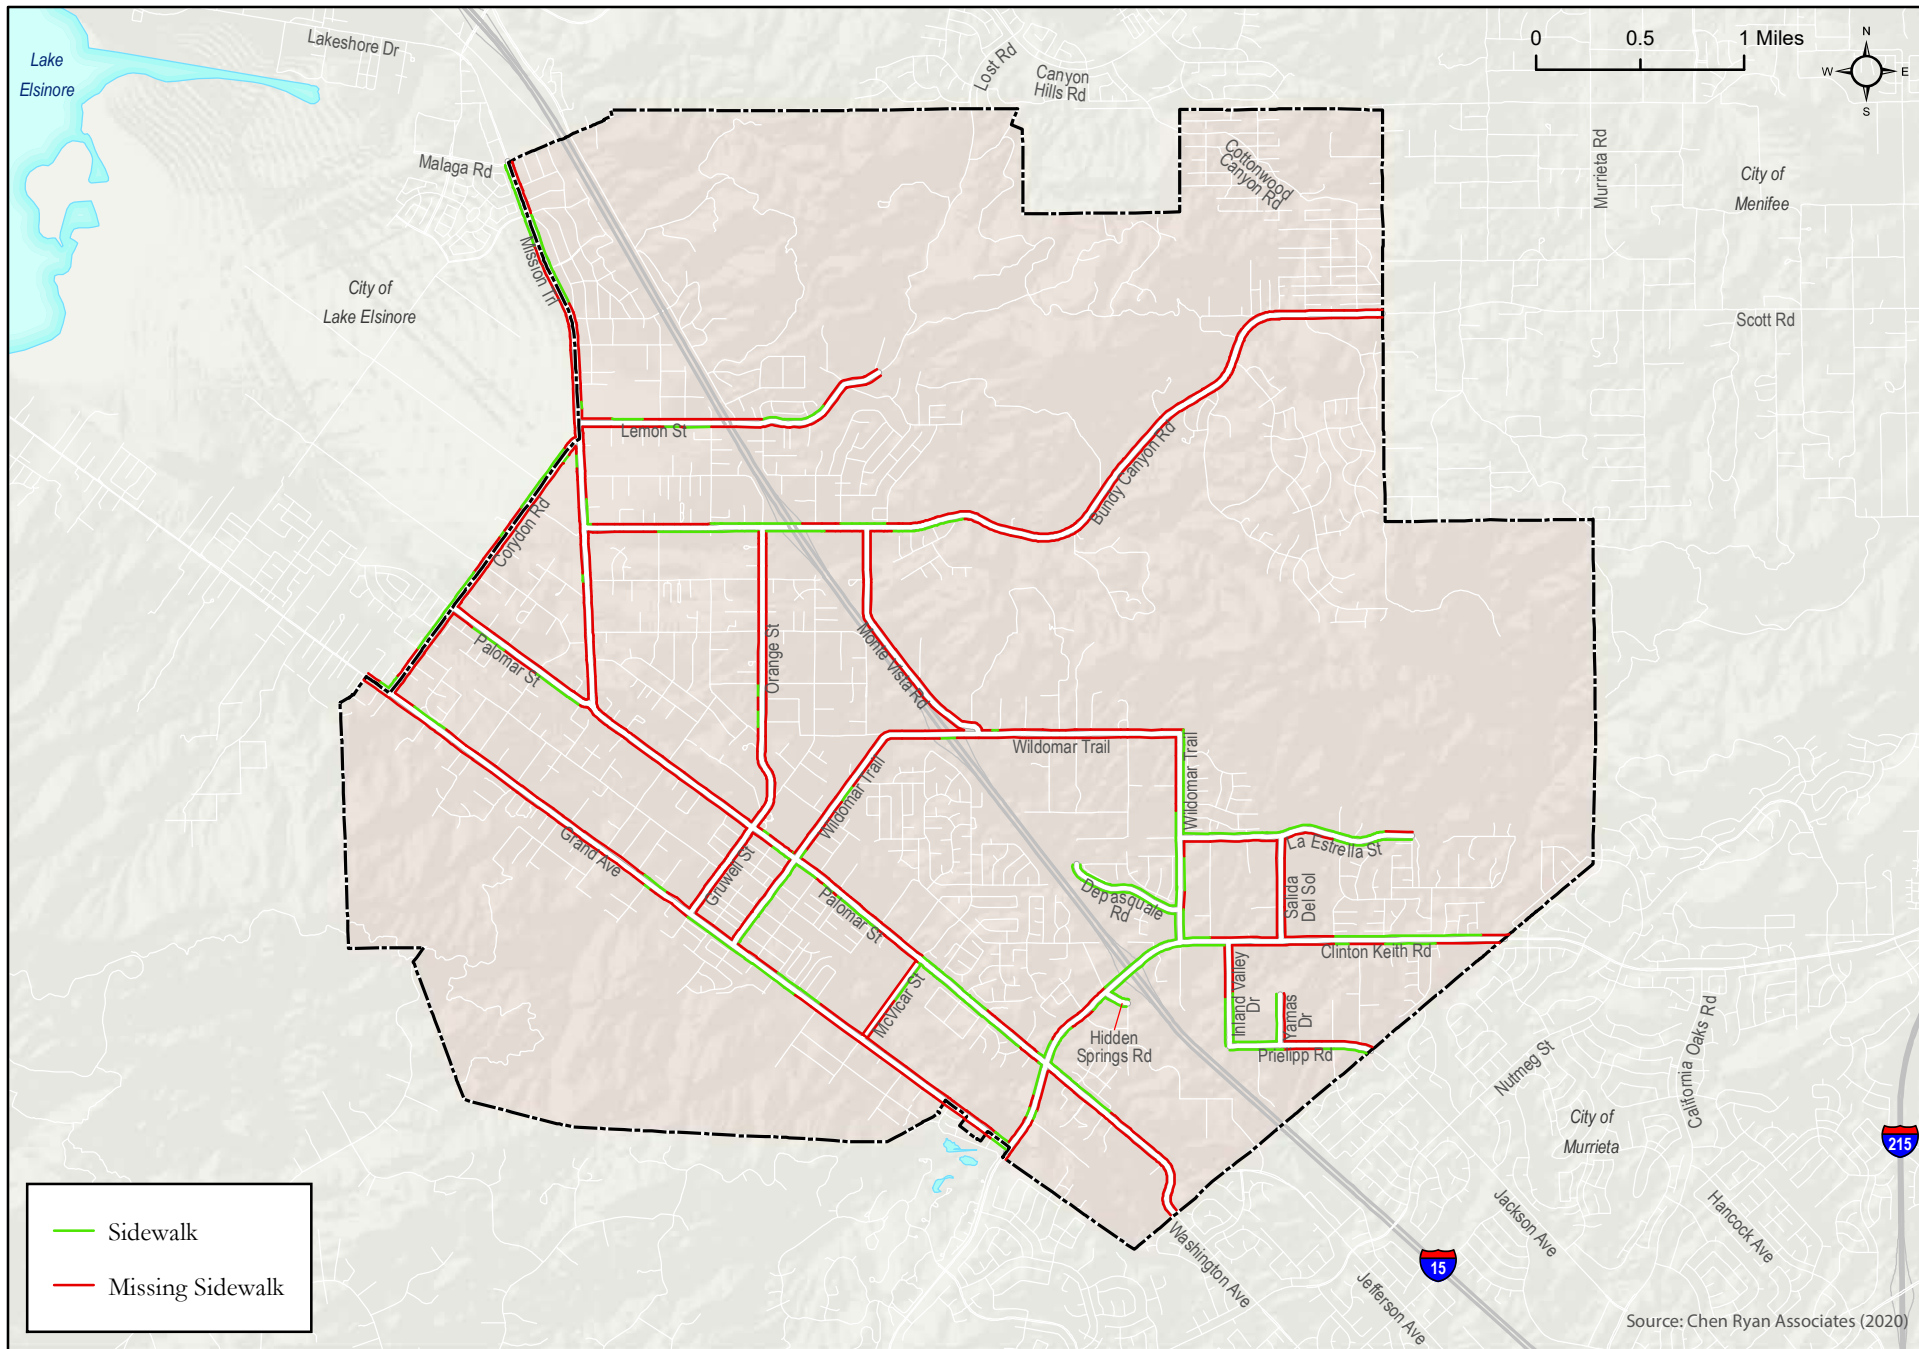 Lake
Elsinore
Lakeshore Dr
Lost Rd
Canyon
Hills Rd
0 0.5 1 Miles
N
W E
S
Malaga Rd
Cottonwood
Canyon Rd
Murrieta Rd
City of
Menifee
Mission Trl
City of
Lake Elsinore
Scott Rd
Lemon St
Bundy Canyon Rd
Corydon Rd
Palomar St
Orange St
Monte Vista Rd
Wildomar Trail
Wildomar Trail
Wildomar Trail
Grand Ave
Gruwell St
La Estrella St
Depasquale
Rd
Salida
Del Sol
Palomar St
Clinton Keith Rd
McVicar St
Inland Valley
Dr
Yamas
Dr
Hidden
Springs Rd
Prielipp Rd
Nutmeg St
California Oaks Rd
City of
Murrieta
215
Jackson Ave
Hancock Ave
Washington Ave
15
Jefferson Ave
Sidewalk
Missing Sidewalk
Source: Chen Ryan Associates (2020)